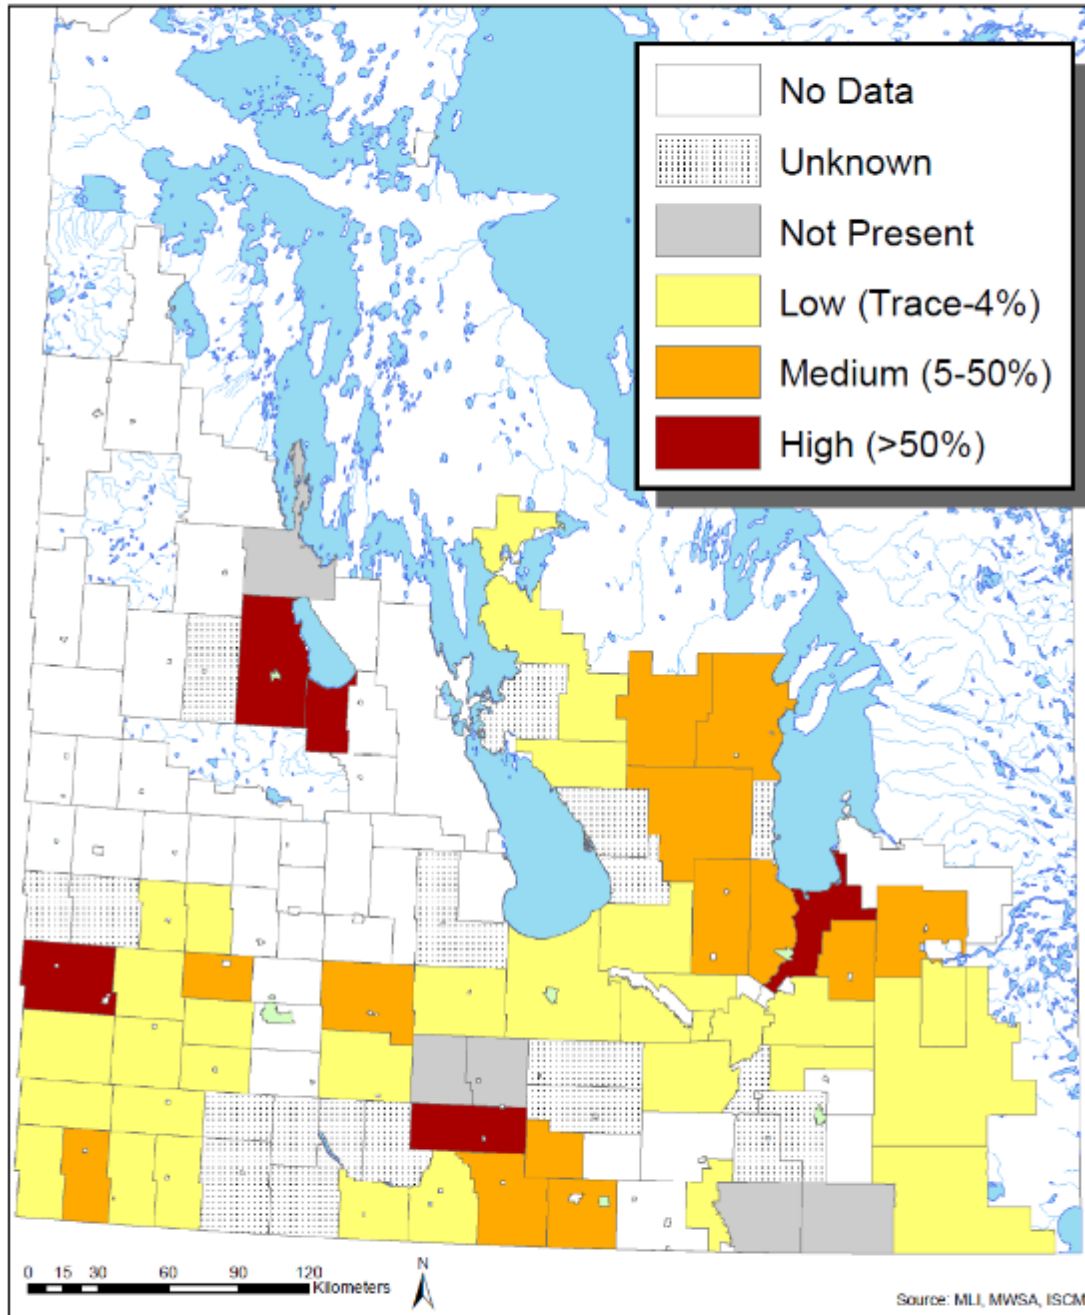 No Data
Unknown
Not Present
Low (Trace-4%)
Medium (5-50%)
High (>50%)
0 15 30 60 90 120
Kilometers
N
Source: MLI, MWSA, ISCM